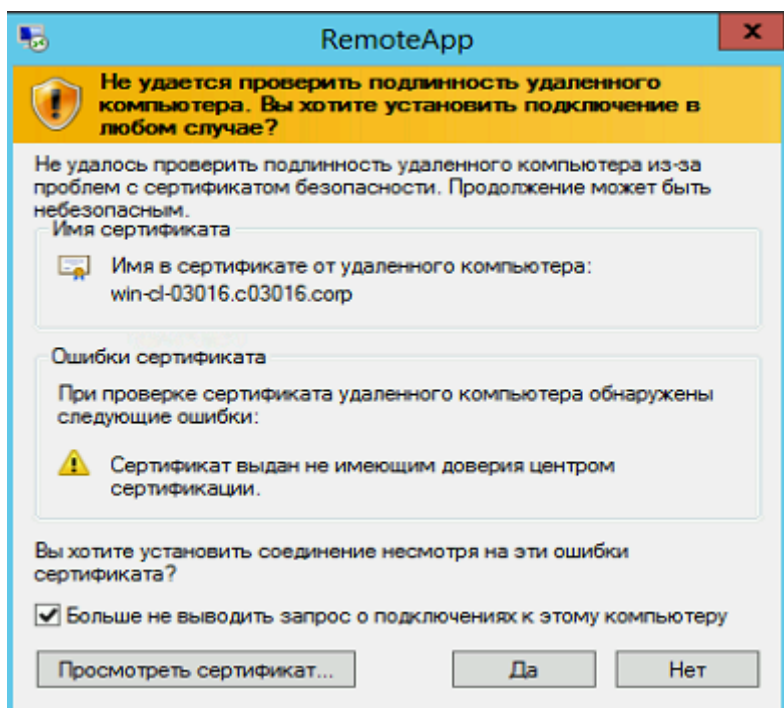 RemoteApp
Не удается проверить подлинность удаленного
компьютера. Вы хотите установить подключение в
любом случае?
Не удалось проверить подлинность удаленного компьютера из-за
проблем с сертификатом безопасности. Продолжение может быть
небезопасным.
Имя сертификата
Имя в сертификате от удаленного компьютера:
win-cl-03016.c03016.corp
Ошибки сертификата
При проверке сертификата удаленного компьютера обнаружены
следующие ошибки:
Сертификат выдан не имеющим доверия центром
сертификации.
Вы хотите установить соединение несмотря на эти ошибки
сертификата?
Больше не выводить запрос о подключениях к этому компьютеру
Просмотреть сертификат... Да Нет